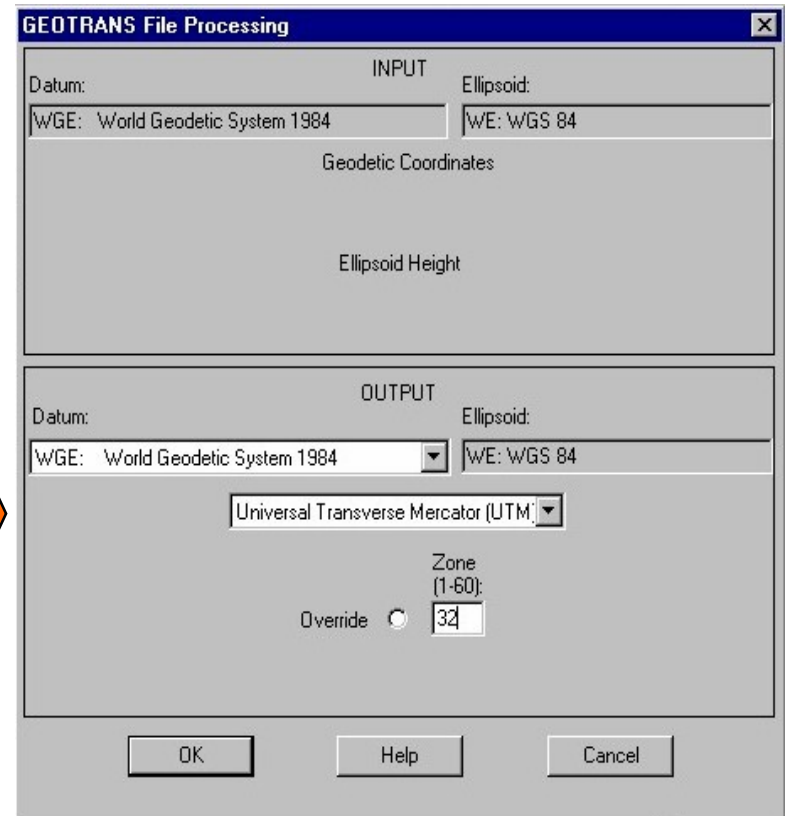 GEOTRANS File Processing
INPUT
Datum: Ellipsoid:
WGE: World Geodetic System 1984 WE: WGS 84
Geodetic Coordinates
Ellipsoid Height
OUTPUT
Datum: Ellipsoid:
WGE: World Geodetic System 1984 WE: WGS 84
Universal Transverse Mercator (UTM)
Zone
(1-60):
Override 32
OK Help Cancel